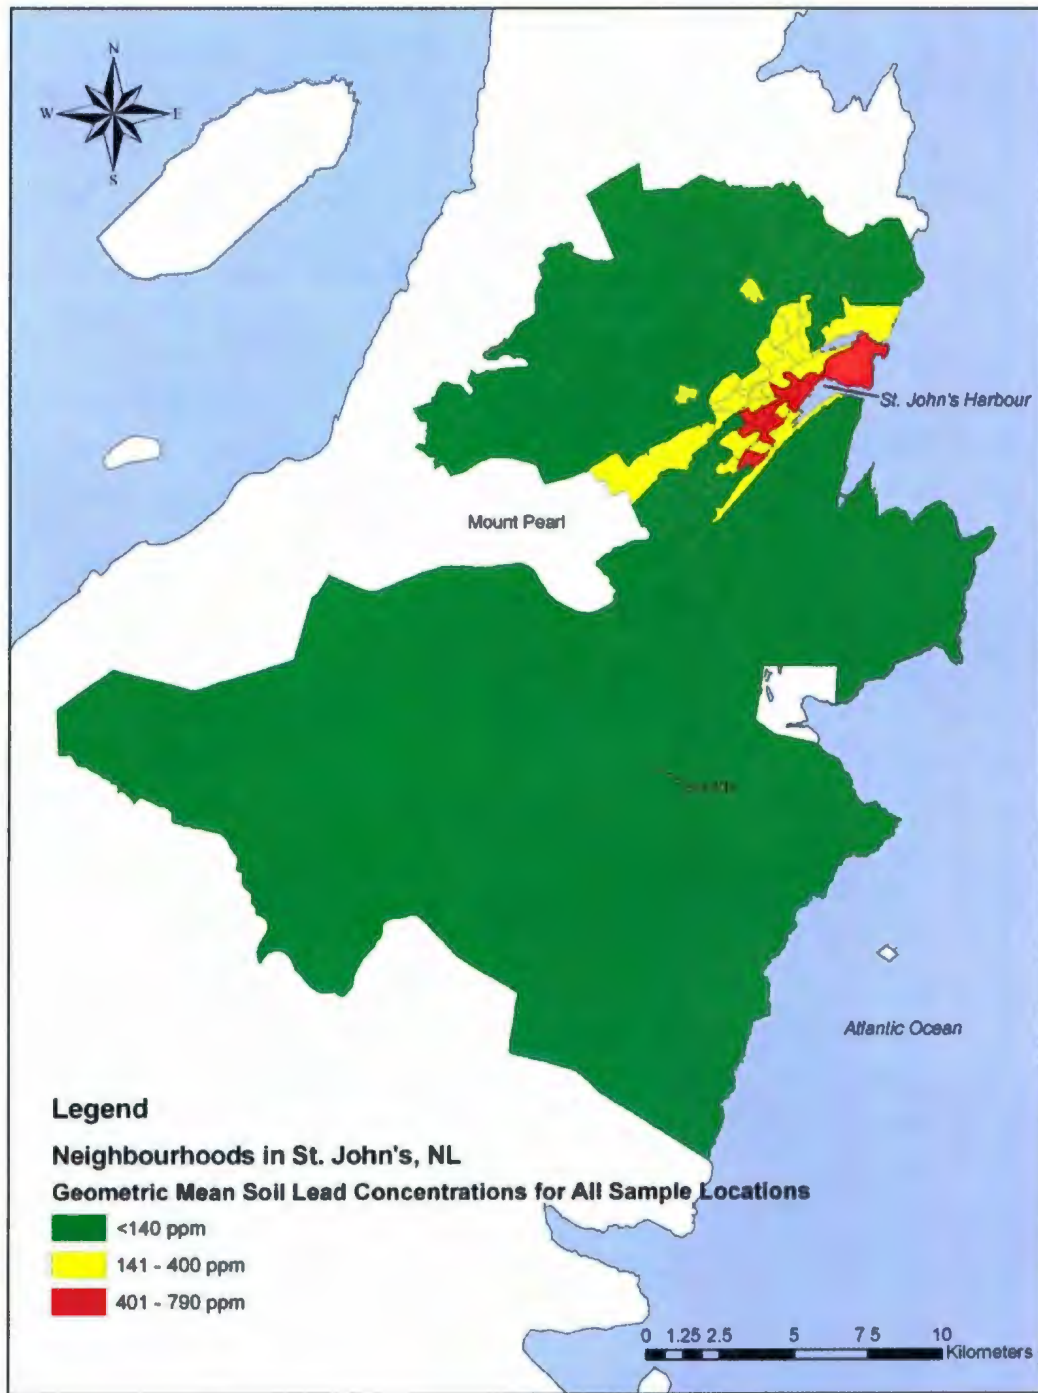 N
W E
S
St. John's Harbour
Mount Pearl
Atlantic Ocean
Legend
Neighbourhoods in St. John's, NL
Geometric Mean Soil Lead Concentrations for All Sample Locations
<140 ppm
141 - 400 ppm
401 - 790 ppm
0 1.25 2.5 5 7 5 10
Kilometers